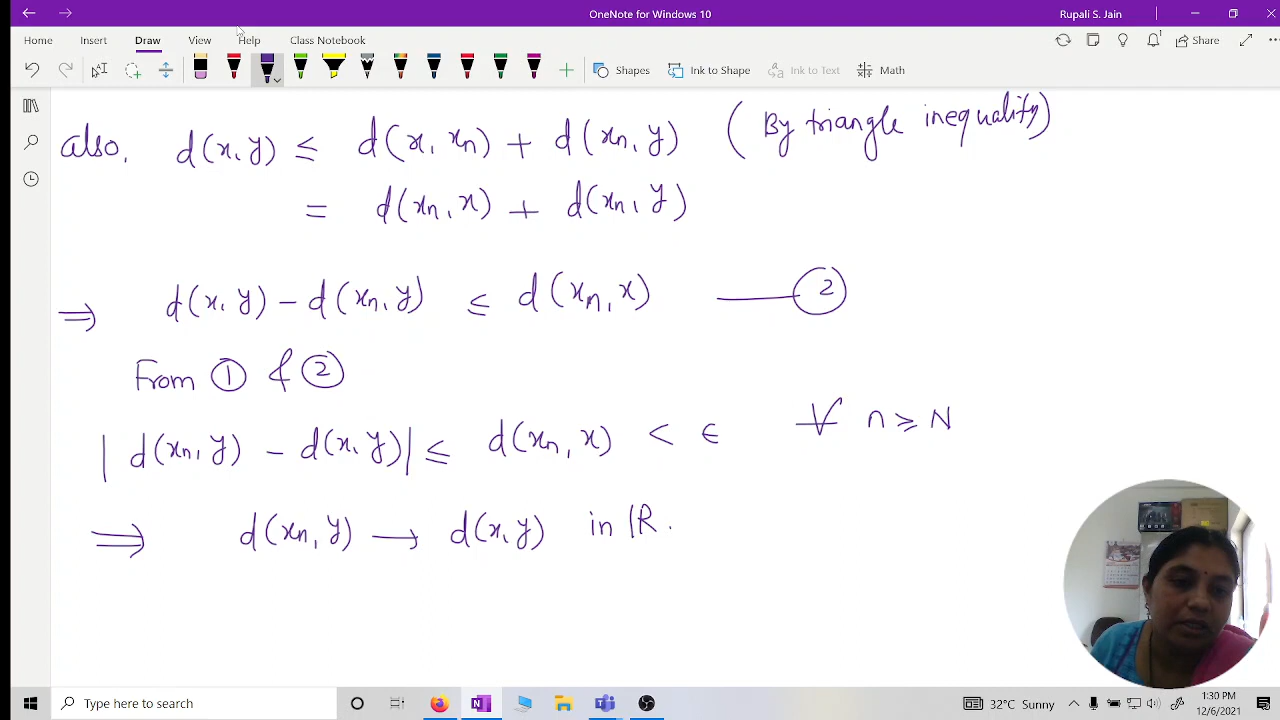 OneNote for Windows 10
Rupali S. Jain
Home Insert Draw View Help Class Notebook Share
Shapes Ink to Shape Ink to Text Math
also, d(x, y) ≤ d(x, xn) + d(xn, y) (By triangle inequality)
= d(xn, x) + d(xn, y)
⇒ d(x, y) - d(xn, y) ≤ d(xn, x) —— ②
From ① & ②
|d(xn, y) - d(x, y)| ≤ d(xn, x) < ϵ ∀ n ≥ N
⇒ d(xn, y) → d(x, y) in ℝ.
Type here to search
32°C Sunny
1:30 PM
12/6/2021